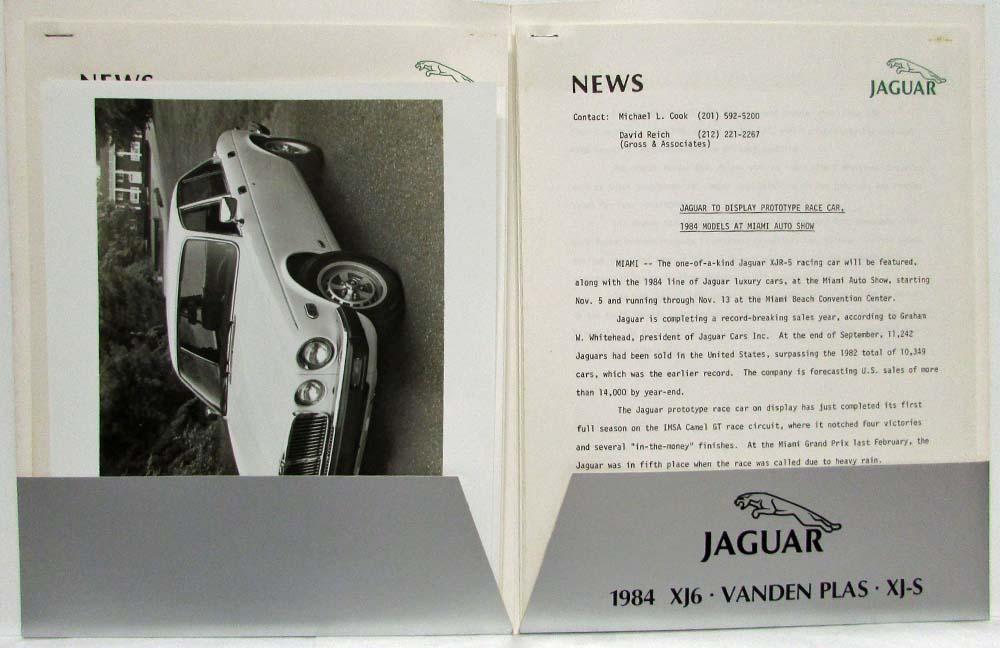 NEWS
NEWS
JAGUAR
Contact: Michael L. Cook (201) 592-5200
David Reich (212) 221-2267
(Gross & Associates)
JAGUAR TO DISPLAY PROTOTYPE RACE CAR,
1984 MODELS AT MIAMI AUTO SHOW
MIAMI -- The one-of-a-kind Jaguar XJR-5 racing car will be featured,
along with the 1984 line of Jaguar luxury cars, at the Miami Auto Show, starting
Nov. 5 and running through Nov. 13 at the Miami Beach Convention Center.
Jaguar is completing a record-breaking sales year, according to Graham
W. Whitehead, president of Jaguar Cars Inc. At the end of September, 11,242
Jaguars had been sold in the United States, surpassing the 1982 total of 10,349
cars, which was the earlier record. The company is forecasting U.S. sales of more
than 14,000 by year-end.
The Jaguar prototype race car on display has just completed its first
full season on the IMSA Camel GT race circuit, where it notched four victories
and several "in-the-money" finishes. At the Miami Grand Prix last February, the
Jaguar was in fifth place when the race was called due to heavy rain.
JAGUAR
1984 XJ6 · VANDEN PLAS · XJ-S